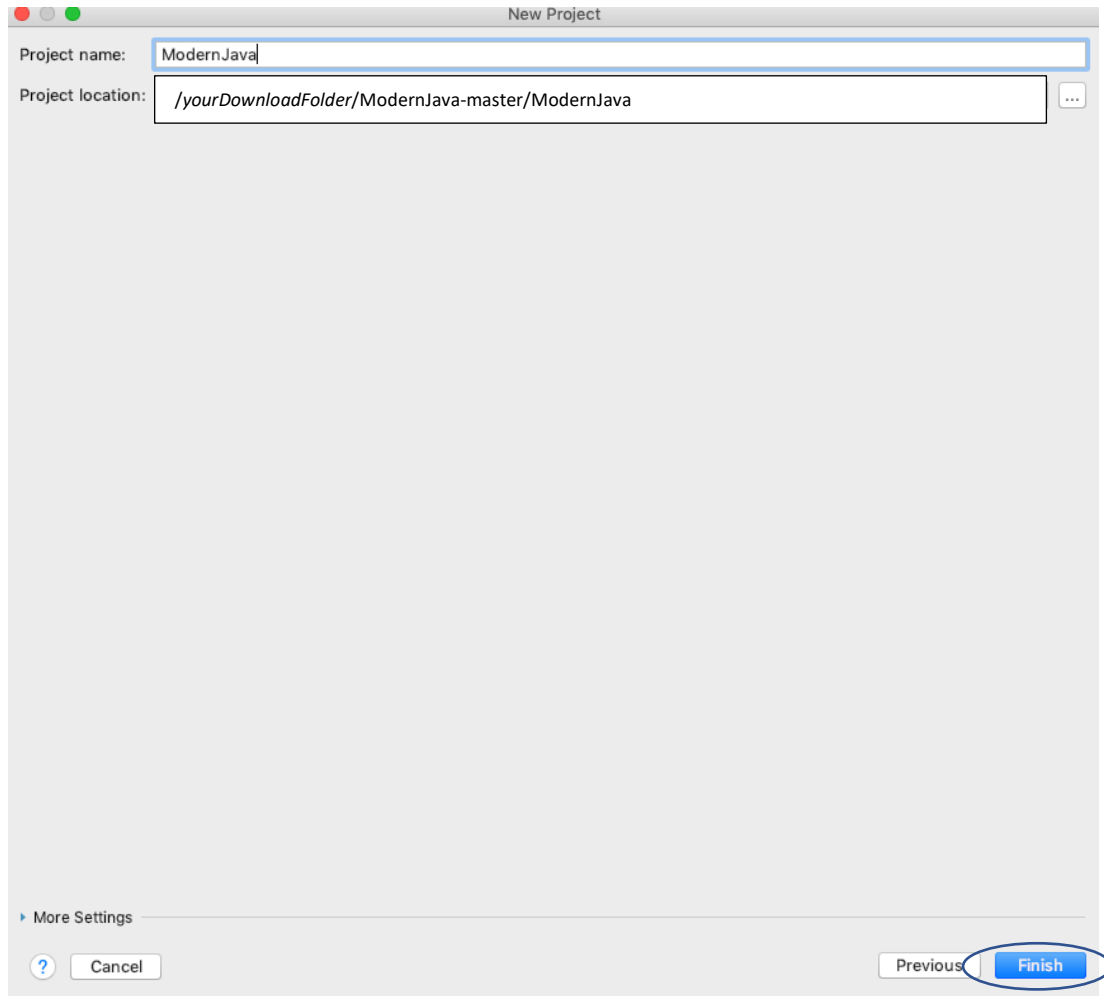 New Project
Project name: ModernJava
Project location: /yourDownloadFolder/ModernJava-master/ModernJava ...
More Settings
? Cancel Previous Finish